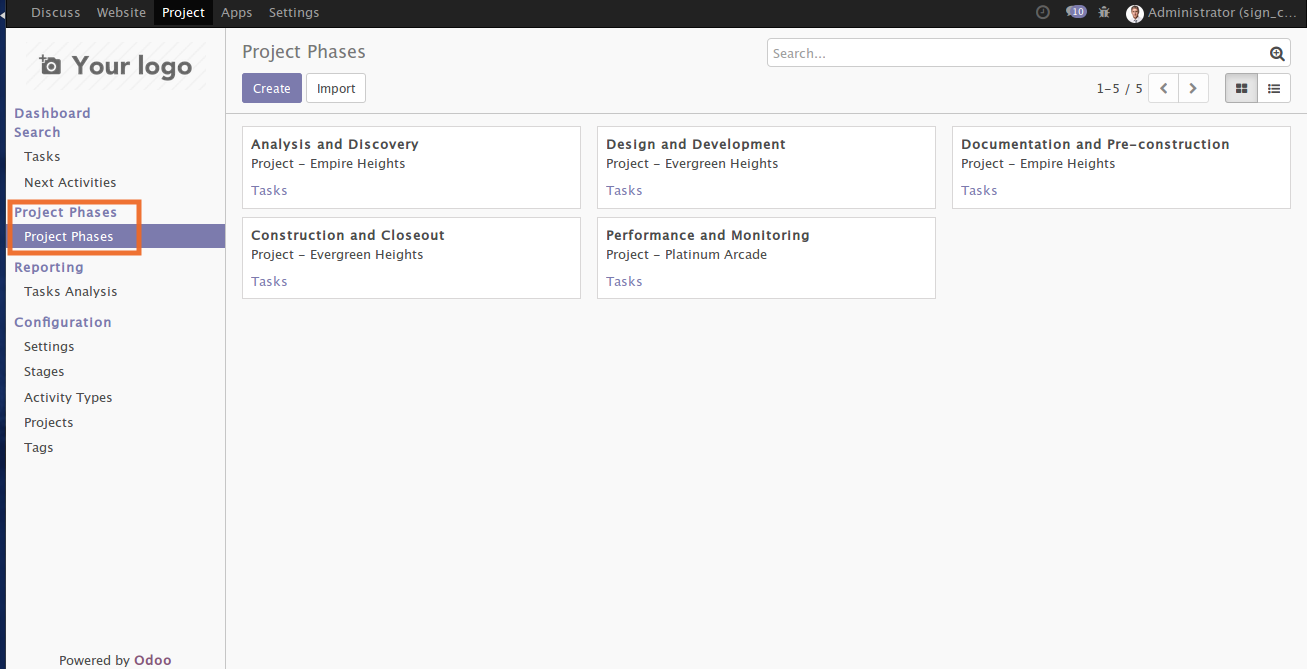 Discuss Website Project Apps Settings 10 Administrator (sign_c...
Your logo
Dashboard
Search
Tasks
Next Activities
Project Phases
Project Phases
Reporting
Tasks Analysis
Configuration
Settings
Stages
Activity Types
Projects
Tags
Powered by Odoo
Project Phases
Search...
Create Import
1-5 / 5
Analysis and Discovery
Project – Empire Heights
Tasks
Design and Development
Project – Evergreen Heights
Tasks
Documentation and Pre-construction
Project – Empire Heights
Tasks
Construction and Closeout
Project – Evergreen Heights
Tasks
Performance and Monitoring
Project – Platinum Arcade
Tasks